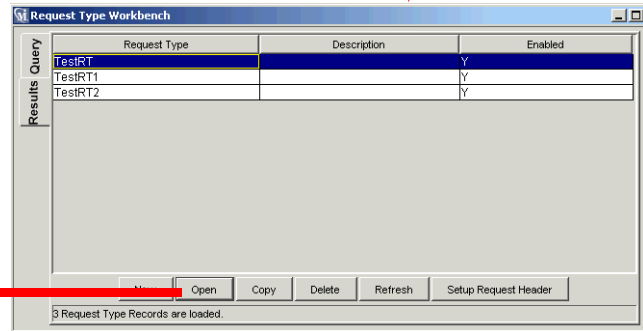 Request Type Workbench
Query
Results
Request Type Description Enabled
TestRT Y
TestRT1 Y
TestRT2 Y
Open Copy Delete Refresh Setup Request Header
3 Request Type Records are loaded.